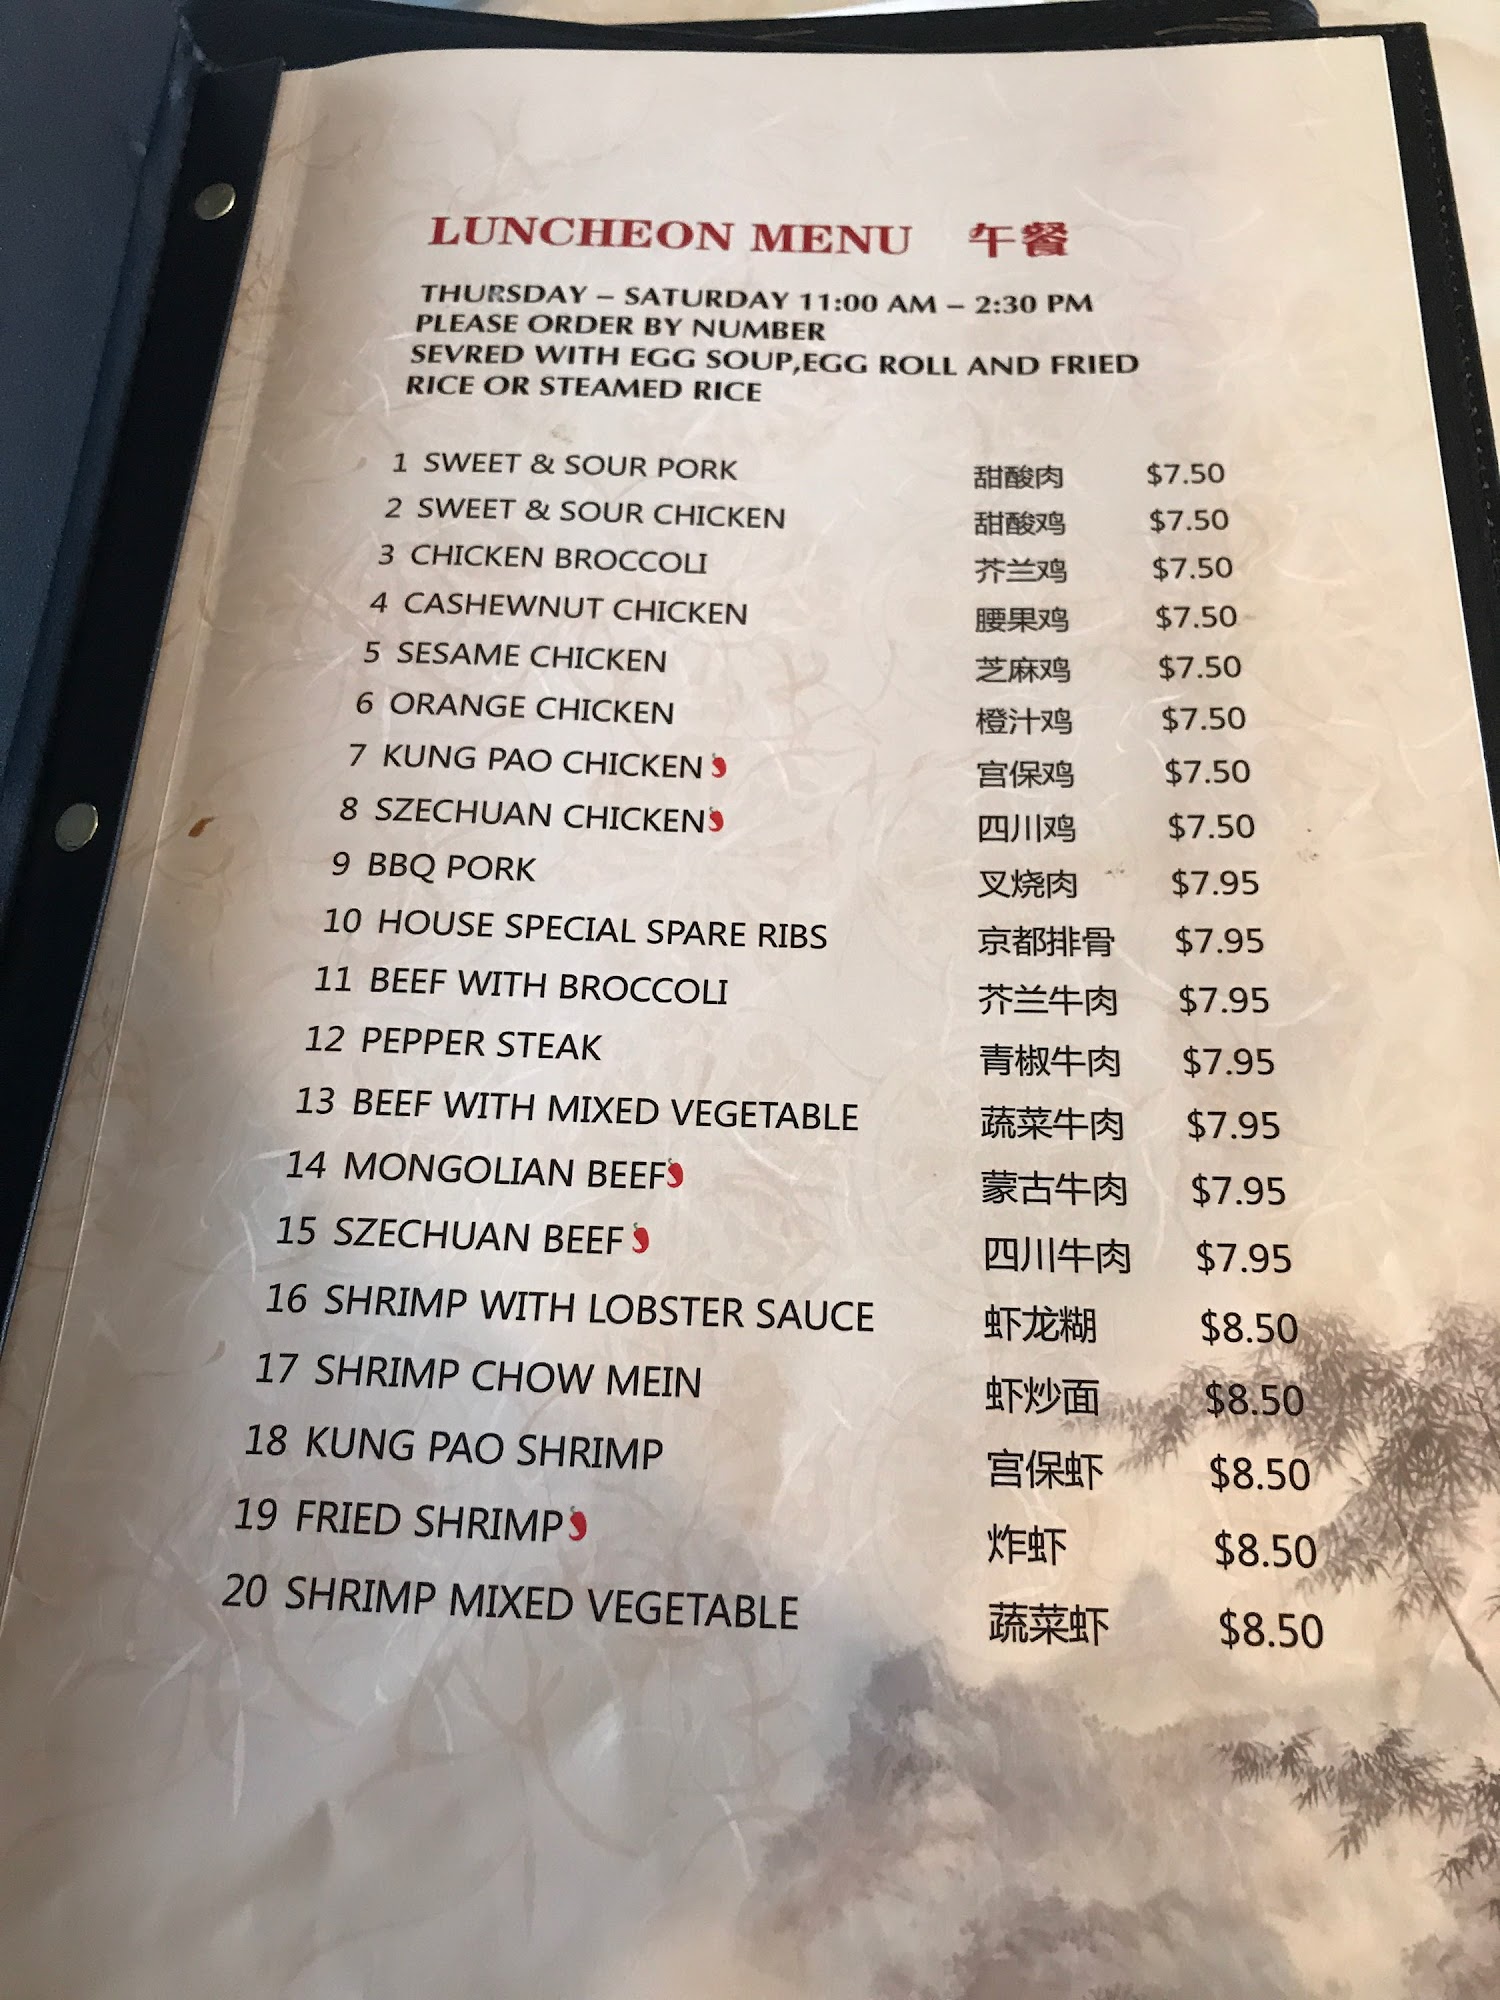 LUNCHEON MENU 午餐
THURSDAY – SATURDAY 11:00 AM – 2:30 PM
PLEASE ORDER BY NUMBER
SEVRED WITH EGG SOUP,EGG ROLL AND FRIED
RICE OR STEAMED RICE
1 SWEET & SOUR PORK 甜酸肉 $7.50
2 SWEET & SOUR CHICKEN 甜酸鸡 $7.50
3 CHICKEN BROCCOLI 芥兰鸡 $7.50
4 CASHEWNUT CHICKEN 腰果鸡 $7.50
5 SESAME CHICKEN 芝麻鸡 $7.50
6 ORANGE CHICKEN 橙汁鸡 $7.50
7 KUNG PAO CHICKEN 宫保鸡 $7.50
8 SZECHUAN CHICKEN 四川鸡 $7.50
9 BBQ PORK 叉烧肉 $7.95
10 HOUSE SPECIAL SPARE RIBS 京都排骨 $7.95
11 BEEF WITH BROCCOLI 芥兰牛肉 $7.95
12 PEPPER STEAK 青椒牛肉 $7.95
13 BEEF WITH MIXED VEGETABLE 蔬菜牛肉 $7.95
14 MONGOLIAN BEEF 蒙古牛肉 $7.95
15 SZECHUAN BEEF 四川牛肉 $7.95
16 SHRIMP WITH LOBSTER SAUCE 虾龙糊 $8.50
17 SHRIMP CHOW MEIN 虾炒面 $8.50
18 KUNG PAO SHRIMP 宫保虾 $8.50
19 FRIED SHRIMP 炸虾 $8.50
20 SHRIMP MIXED VEGETABLE 蔬菜虾 $8.50